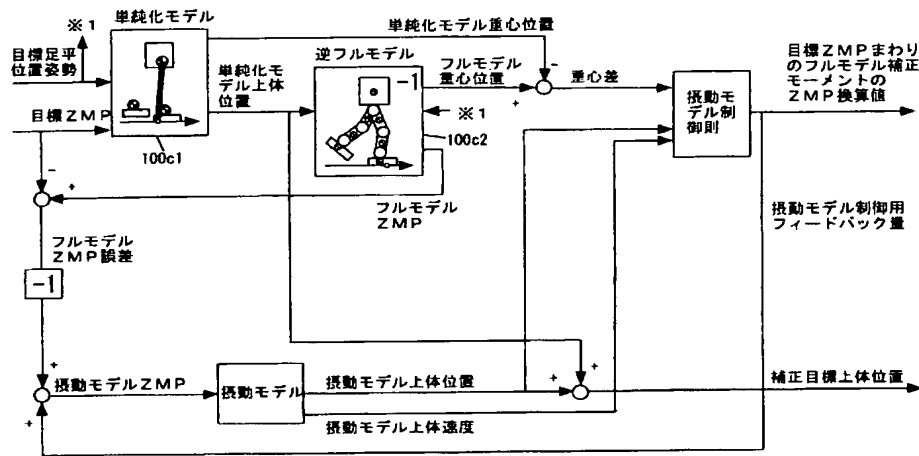 ※1
単純化モデル
単純化モデル重心位置
目標足平
位置姿勢
単純化モ
デル上体
位置
逆フルモデル
-1
フルモデル
重心位置
-
+
重心差
※1
目標ZMPまわり
のフルモデル補正
モーメントの
ZMP換算値
摂動モ
デル制
御則
目標ZMP
100c1
100c2
-
+
フルモデル
ZMP
フルモデル
ZMP誤差
-1
摂動モデル制御用
フィードバック量
+
+
摂動モデルZMP
摂動モデル
摂動モデル上体位置
摂動モデル上体速度
+
+
補正目標上体位置